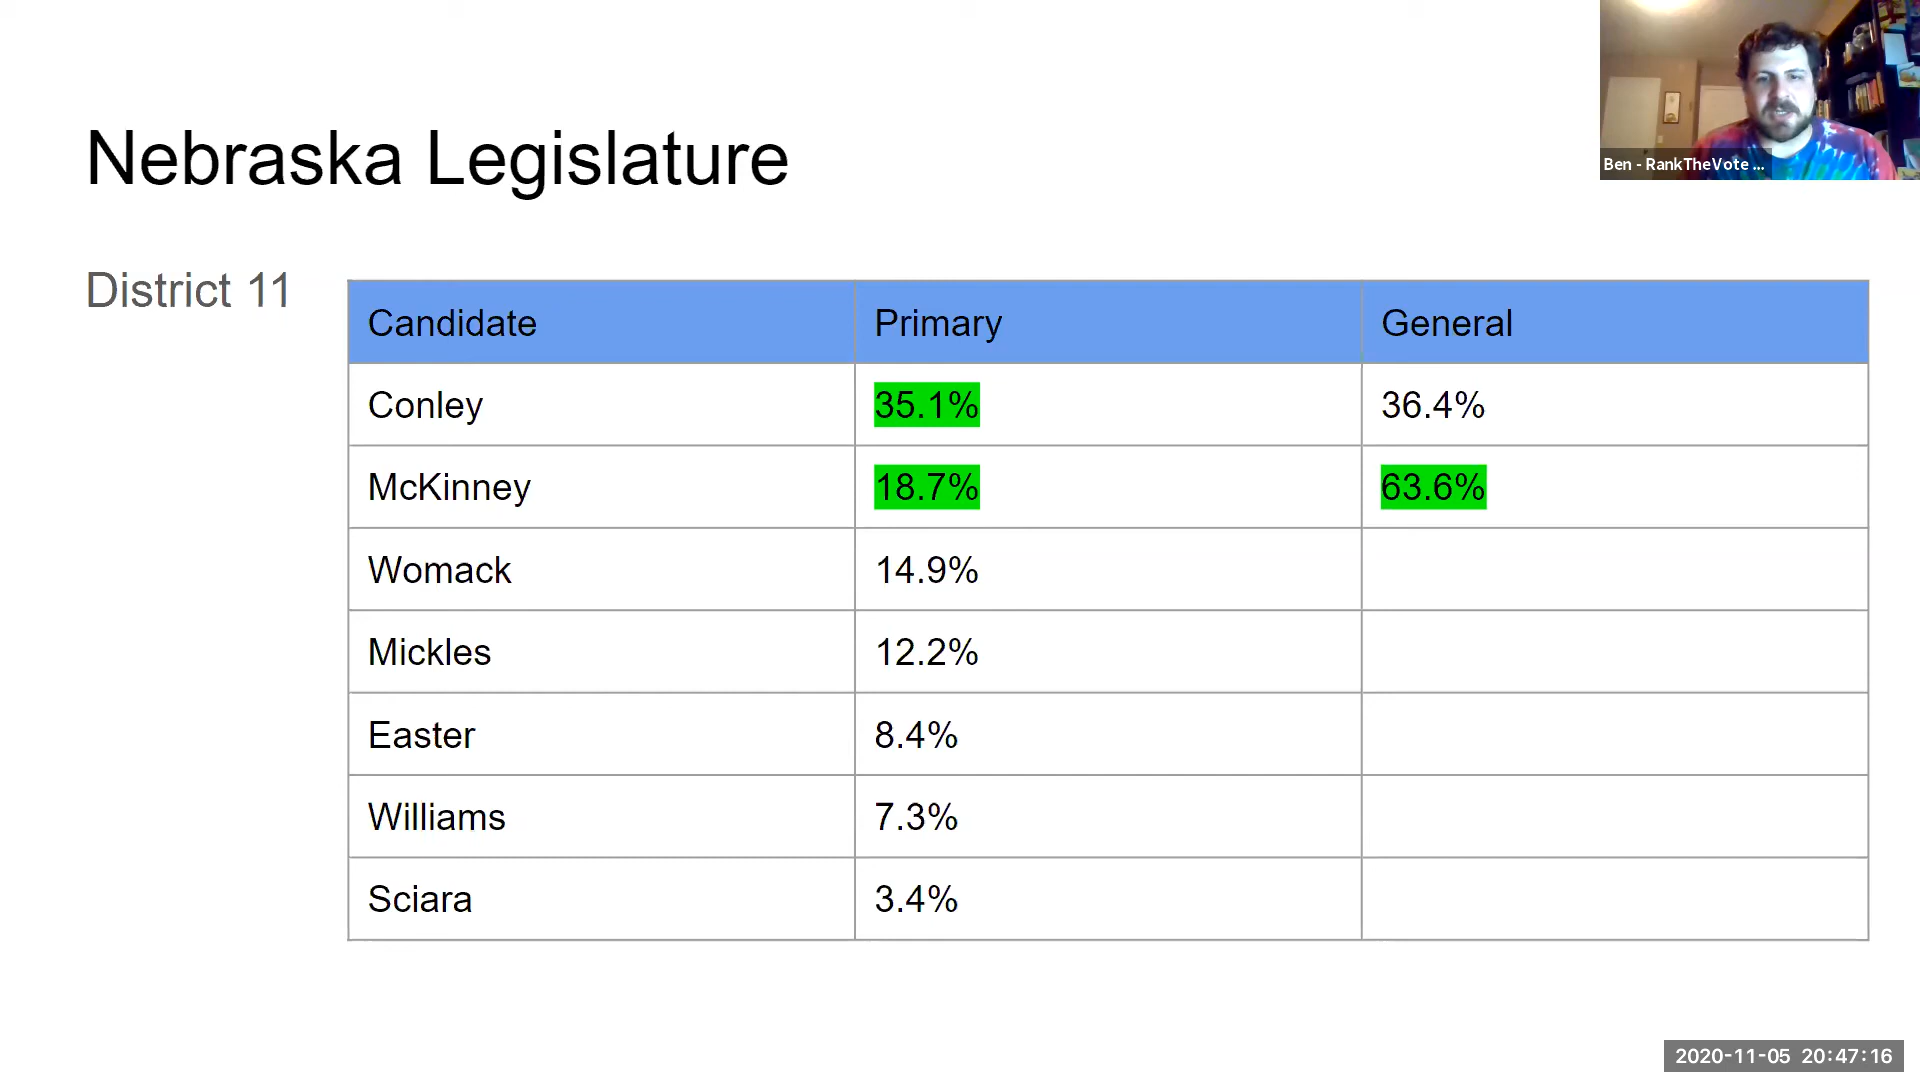 Nebraska Legislature
Ben - RankTheVote ...
District 11
Candidate Primary General
Conley 35.1% 36.4%
McKinney 18.7% 63.6%
Womack 14.9%
Mickles 12.2%
Easter 8.4%
Williams 7.3%
Sciara 3.4%
2020-11-05 20:47:16